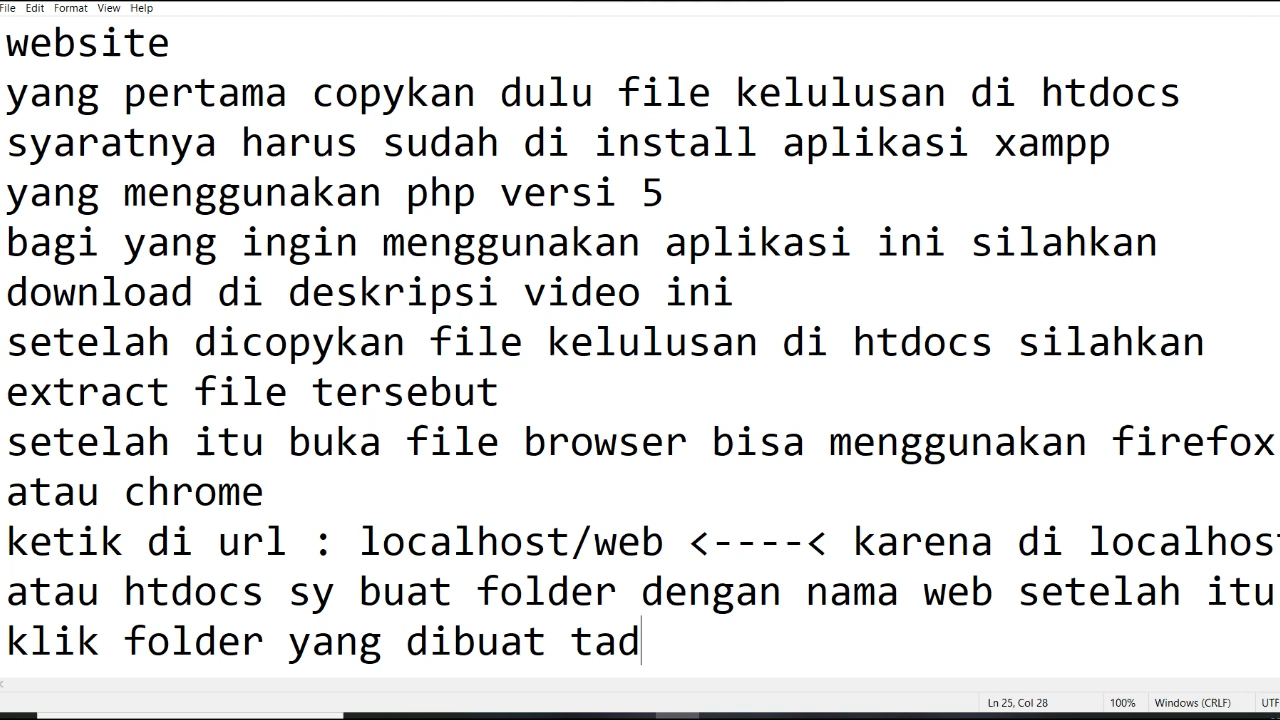 File Edit Format View Help
website
yang pertama copykan dulu file kelulusan di htdocs
syaratnya harus sudah di install aplikasi xampp
yang menggunakan php versi 5
bagi yang ingin menggunakan aplikasi ini silahkan
download di deskripsi video ini
setelah dicopykan file kelulusan di htdocs silahkan
extract file tersebut
setelah itu buka file browser bisa menggunakan firefox
atau chrome
ketik di url : localhost/web <----< karena di localhost
atau htdocs sy buat folder dengan nama web setelah itu
klik folder yang dibuat tad
Ln 25, Col 28 100% Windows (CRLF) UTF